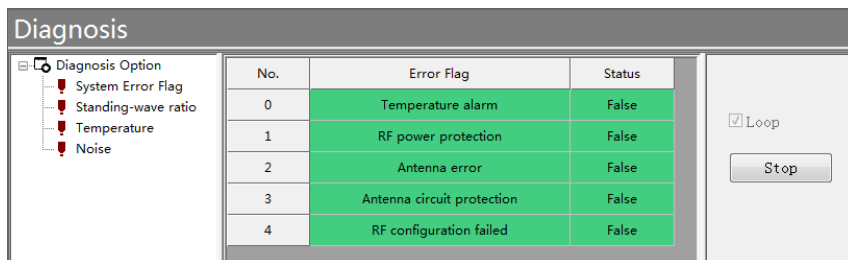 Diagnosis
Diagnosis Option
System Error Flag
Standing-wave ratio
Temperature
Noise
No. Error Flag Status
0 Temperature alarm False
1 RF power protection False
2 Antenna error False
3 Antenna circuit protection False
4 RF configuration failed False
Loop
Stop